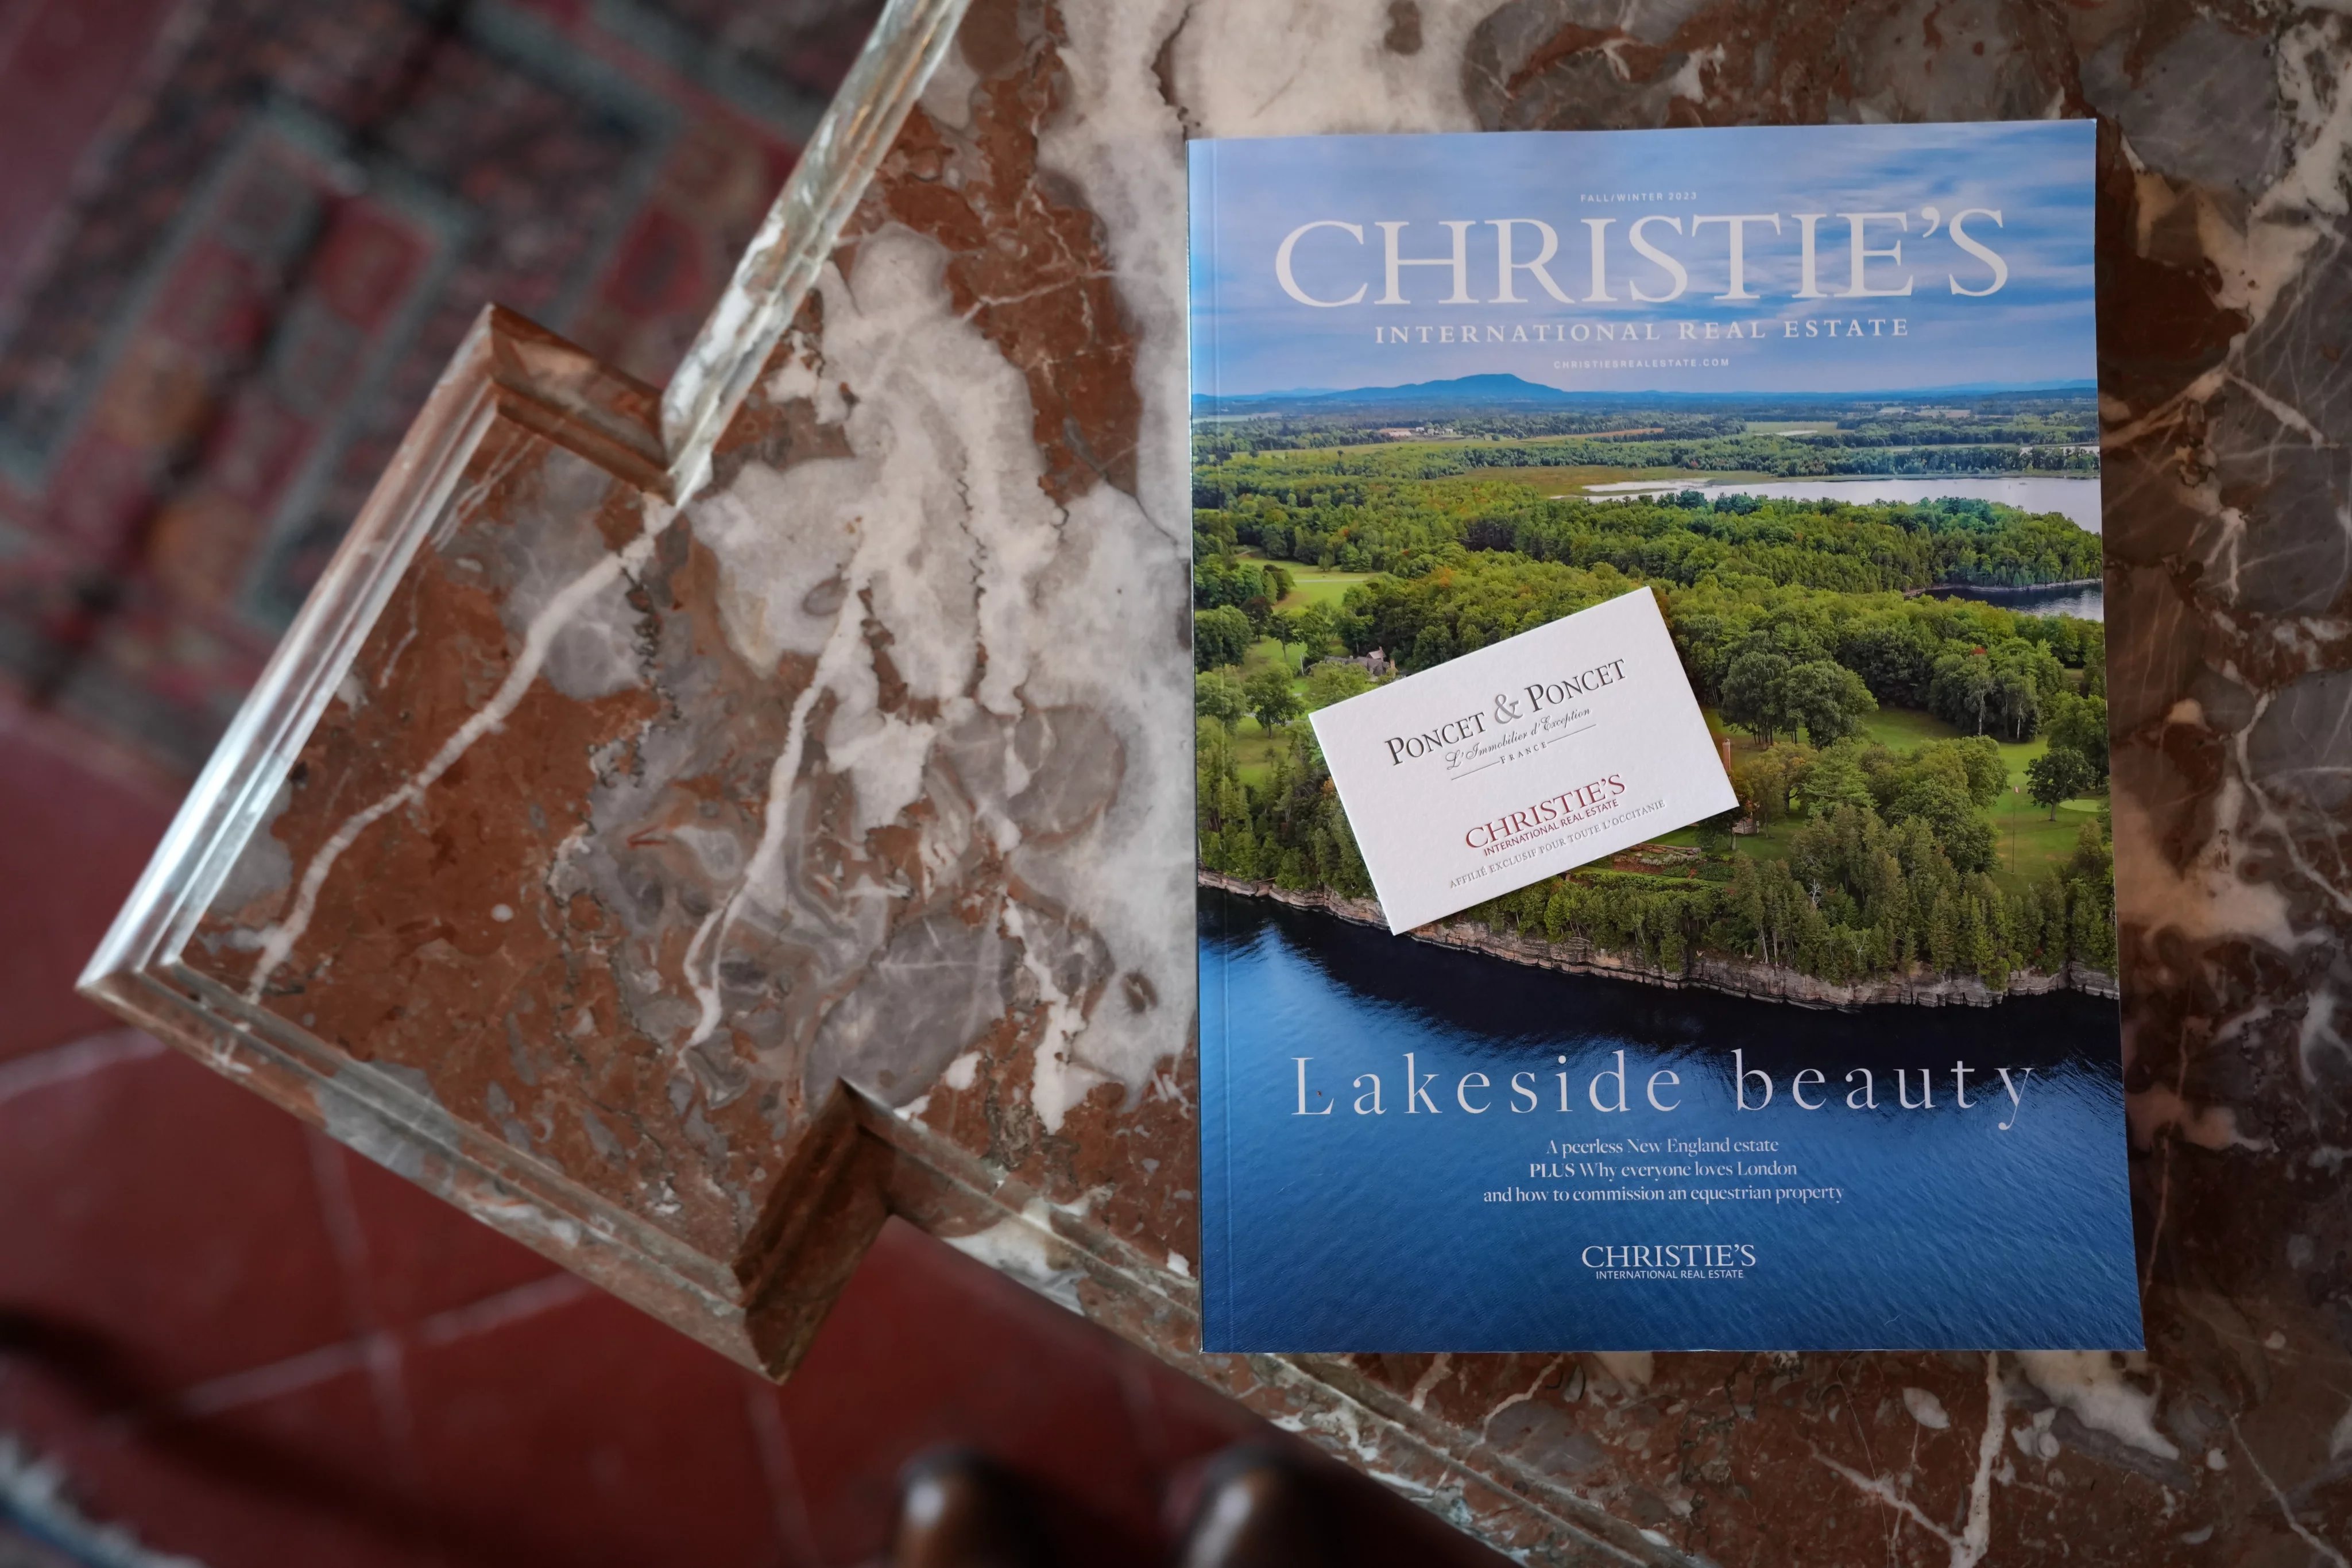 FALL/WINTER 2023
CHRISTIE'S
INTERNATIONAL REAL ESTATE
CHRISTIESREALESTATE.COM
PONCET & PONCET
L'Immobilier d'Exception
FRANCE
CHRISTIE'S
INTERNATIONAL REAL ESTATE
AFFILIÉ EXCLUSIF POUR TOUTE L'OCCITANIE
Lakeside beauty
A peerless New England estate
PLUS Why everyone loves London
and how to commission an equestrian property
CHRISTIE'S
INTERNATIONAL REAL ESTATE